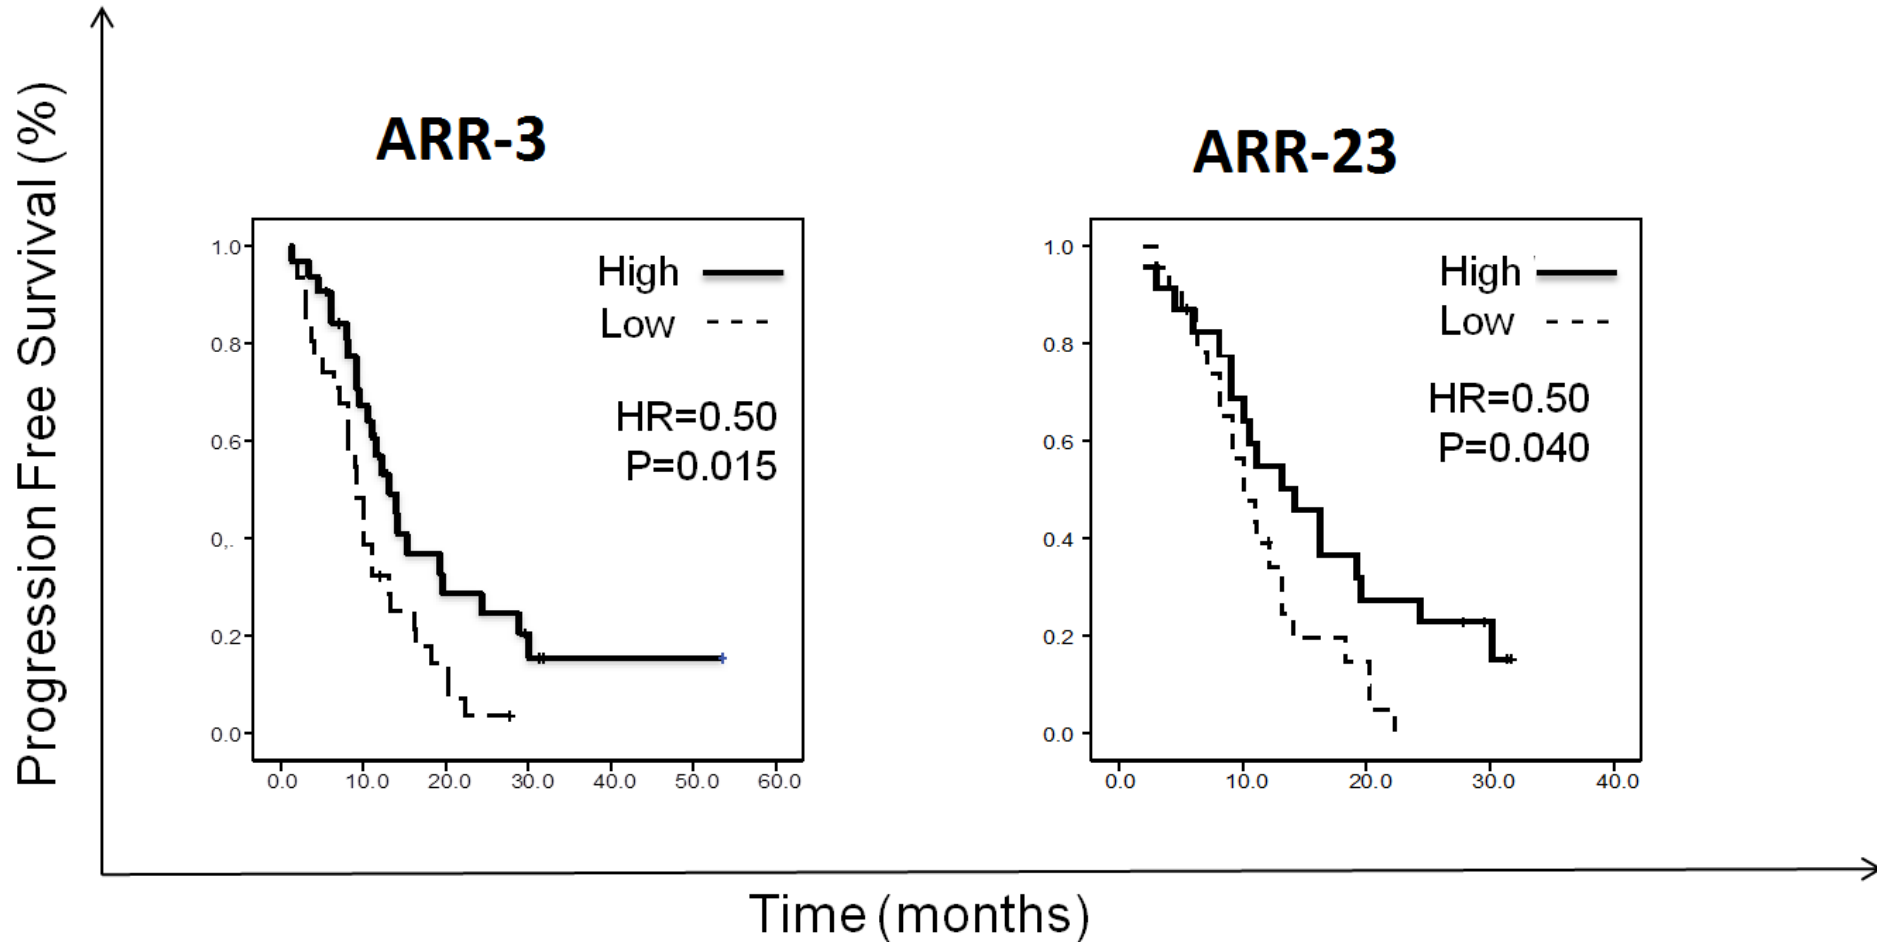 Progression Free Survival (%)
ARR-3
1.0
0.8
0.6
0,.
0.2
0.0
High
Low
HR=0.50
P=0.015
0.0 10.0 20.0 30.0 40.0 50.0 60.0
ARR-23
1.0
0.8
0.6
0.4
0.2
0.0
High
Low
HR=0.50
P=0.040
0.0 10.0 20.0 30.0 40.0
Time (months)